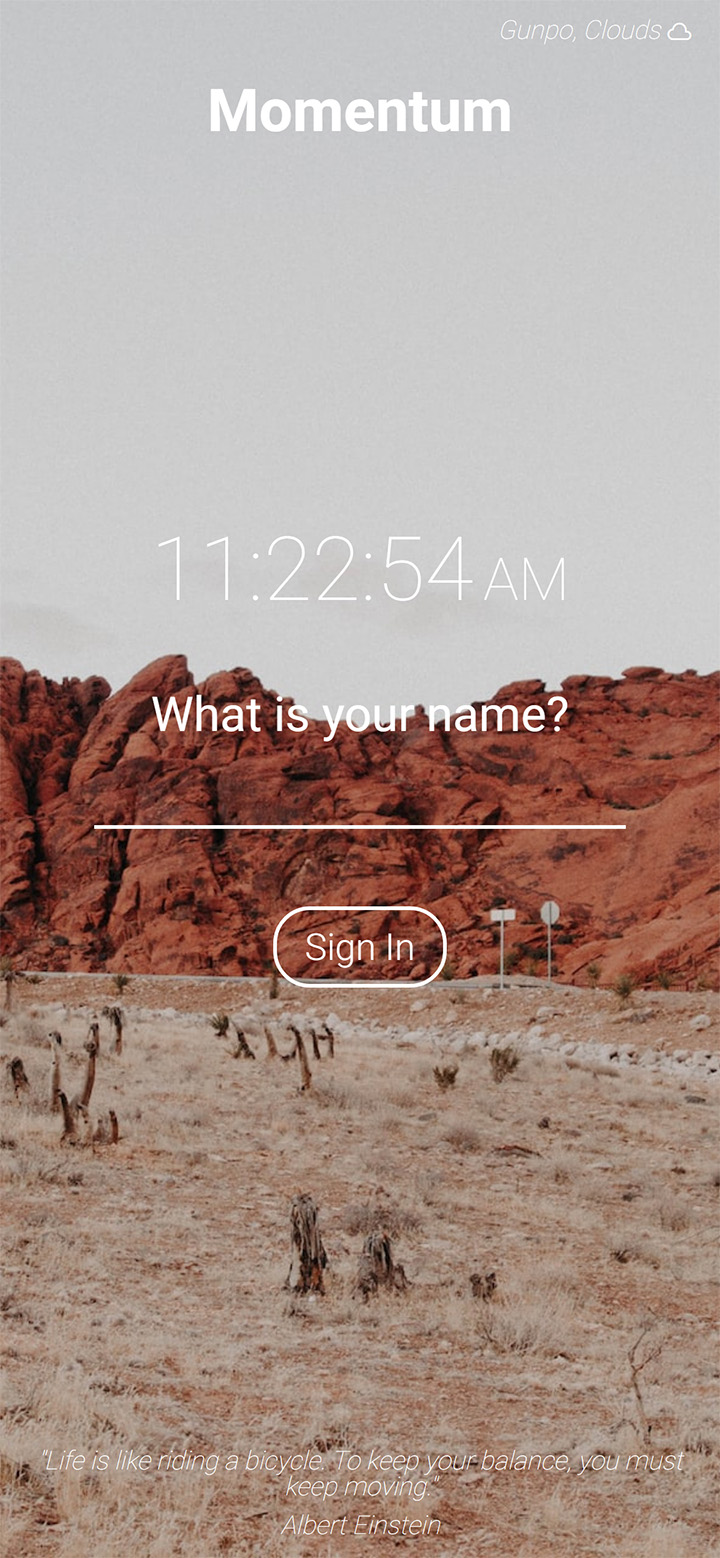 Gunpo, Clouds
Momentum
11:22:54 AM
What is your name?
Sign In
"Life is like riding a bicycle. To keep your balance, you must
keep moving."
Albert Einstein